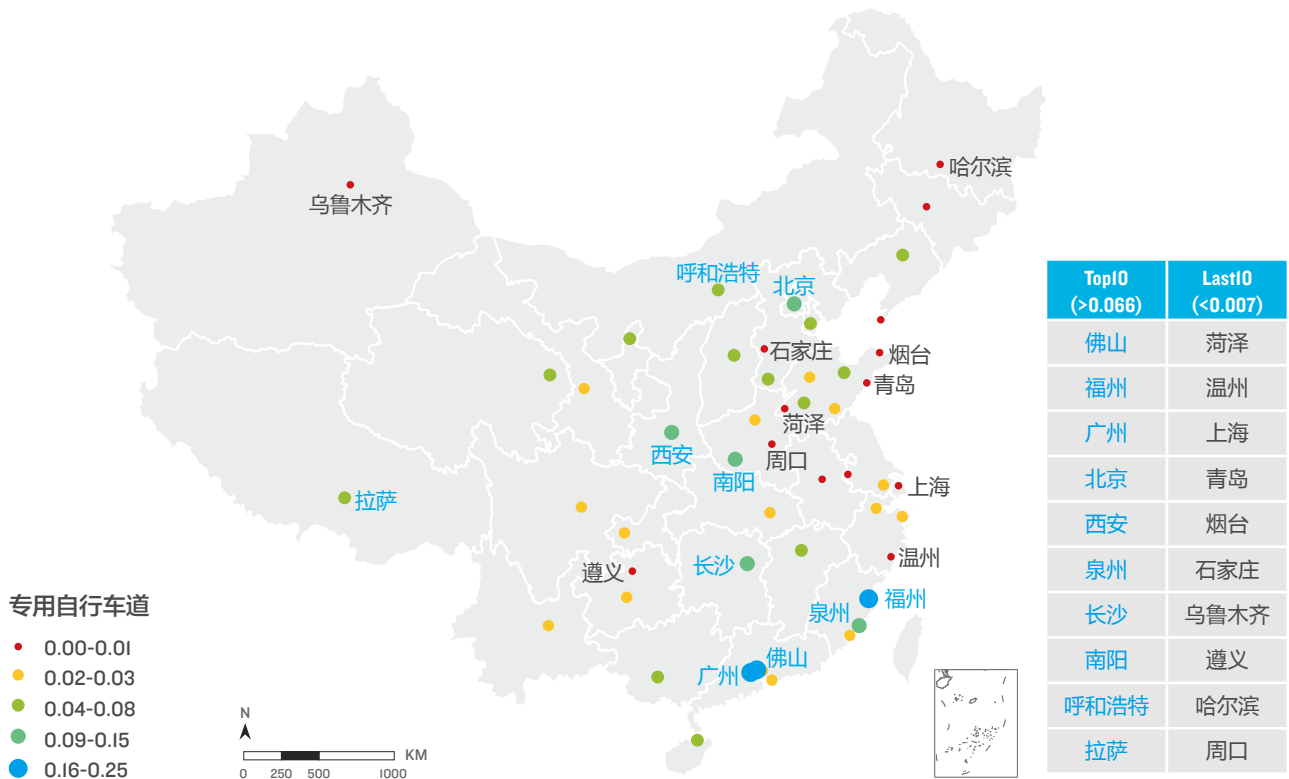 哈尔滨
乌鲁木齐
呼和浩特
北京
石家庄
烟台
青岛
菏泽
西安
周口
南阳
上海
拉萨
温州
长沙
遵义
福州
泉州
佛山
广州
专用自行车道
0.00-0.01
0.02-0.03
0.04-0.08
0.09-0.15
0.16-0.25
N
KM
0 250 500 1000
Top10 Last10
(>0.066) (<0.007)
佛山 菏泽
福州 温州
广州 上海
北京 青岛
西安 烟台
泉州 石家庄
长沙 乌鲁木齐
南阳 遵义
呼和浩特 哈尔滨
拉萨 周口